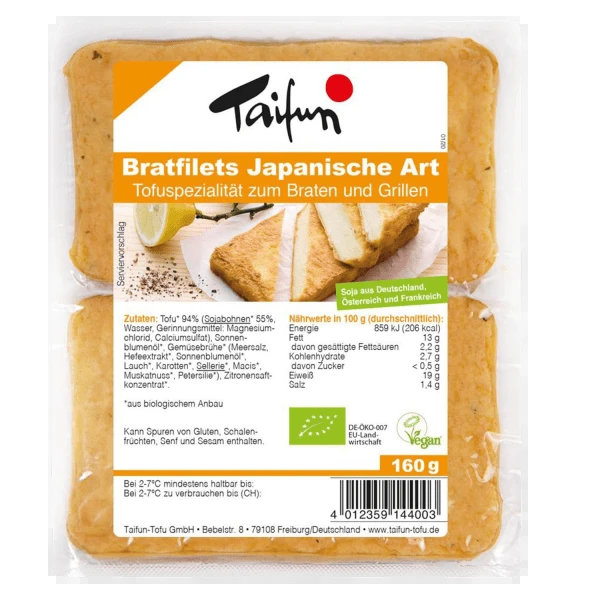 Taifun
01/20
Bratfilets Japanische Art
Tofuspezialität zum Braten und Grillen
Serviervorschlag
Soja aus Deutschland,
Österreich und Frankreich
Zutaten: Tofu* 94% (Sojabohnen* 55%,
Wasser, Gerinnungsmittel: Magnesium-
chlorid, Calciumsulfat), Sonnen-
blumenöl*, Gemüsebrühe* (Meersalz,
Hefeextrakt*, Sonnenblumenöl*,
Lauch*, Karotten*, Sellerie*, Macis*,
Muskatnuss*, Petersilie*), Zitronensaft-
konzentrat*.
*aus biologischem Anbau
Kann Spuren von Gluten, Schalen-
früchten, Senf und Sesam enthalten.
Nährwerte in 100 g (durchschnittlich):
Energie 859 kJ (206 kcal)
Fett 13 g
davon gesättigte Fettsäuren 2,2 g
Kohlenhydrate 2,7 g
davon Zucker < 0,5 g
Eiweiß 19 g
Salz 1,4 g
DE-ÖKO-007
EU-Land-
wirtschaft
Vegan
160 g
Bei 2-7°C mindestens haltbar bis:
Bei 2-7°C zu verbrauchen bis (CH):
4 012359 144003
Taifun-Tofu GmbH • Bebelstr. 8 • 79108 Freiburg/Deutschland • www.taifun-tofu.de